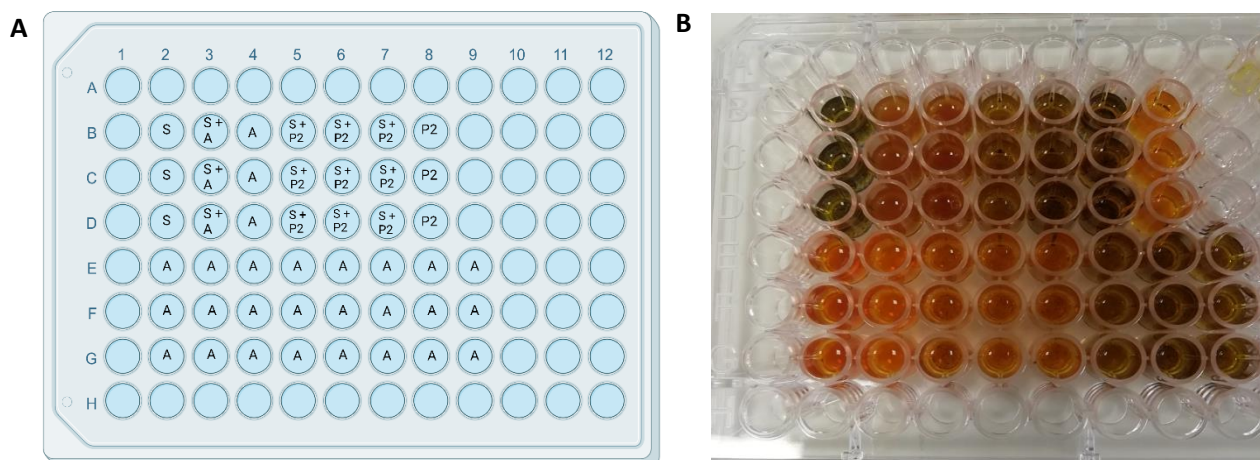 A
B
1 2 3 4 5 6 7 8 9 10 11 12
A
B S S + A A S + P2 S + P2 S + P2 P2
C S S + A A S + P2 S + P2 S + P2 P2
D S S + A A S + P2 S + P2 S + P2 P2
E A A A A A A A A
F A A A A A A A A
G A A A A A A A A
H
B
C
D
E
F
G
H